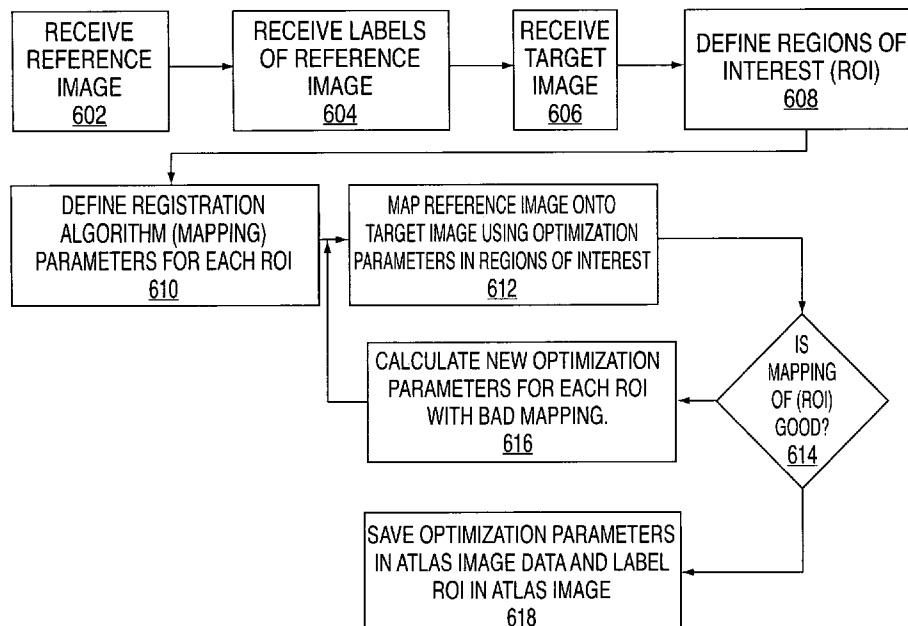 RECEIVE
REFERENCE
IMAGE
602
RECEIVE LABELS
OF REFERENCE
IMAGE
604
RECEIVE
TARGET
IMAGE
606
DEFINE REGIONS OF
INTEREST (ROI)
608
DEFINE REGISTRATION
ALGORITHM (MAPPING)
PARAMETERS FOR EACH ROI
610
MAP REFERENCE IMAGE ONTO
TARGET IMAGE USING OPTIMIZATION
PARAMETERS IN REGIONS OF INTEREST
612
IS
MAPPING
OF (ROI)
GOOD?
614
CALCULATE NEW OPTIMIZATION
PARAMETERS FOR EACH ROI
WITH BAD MAPPING.
616
SAVE OPTIMIZATION PARAMETERS
IN ATLAS IMAGE DATA AND LABEL
ROI IN ATLAS IMAGE
618